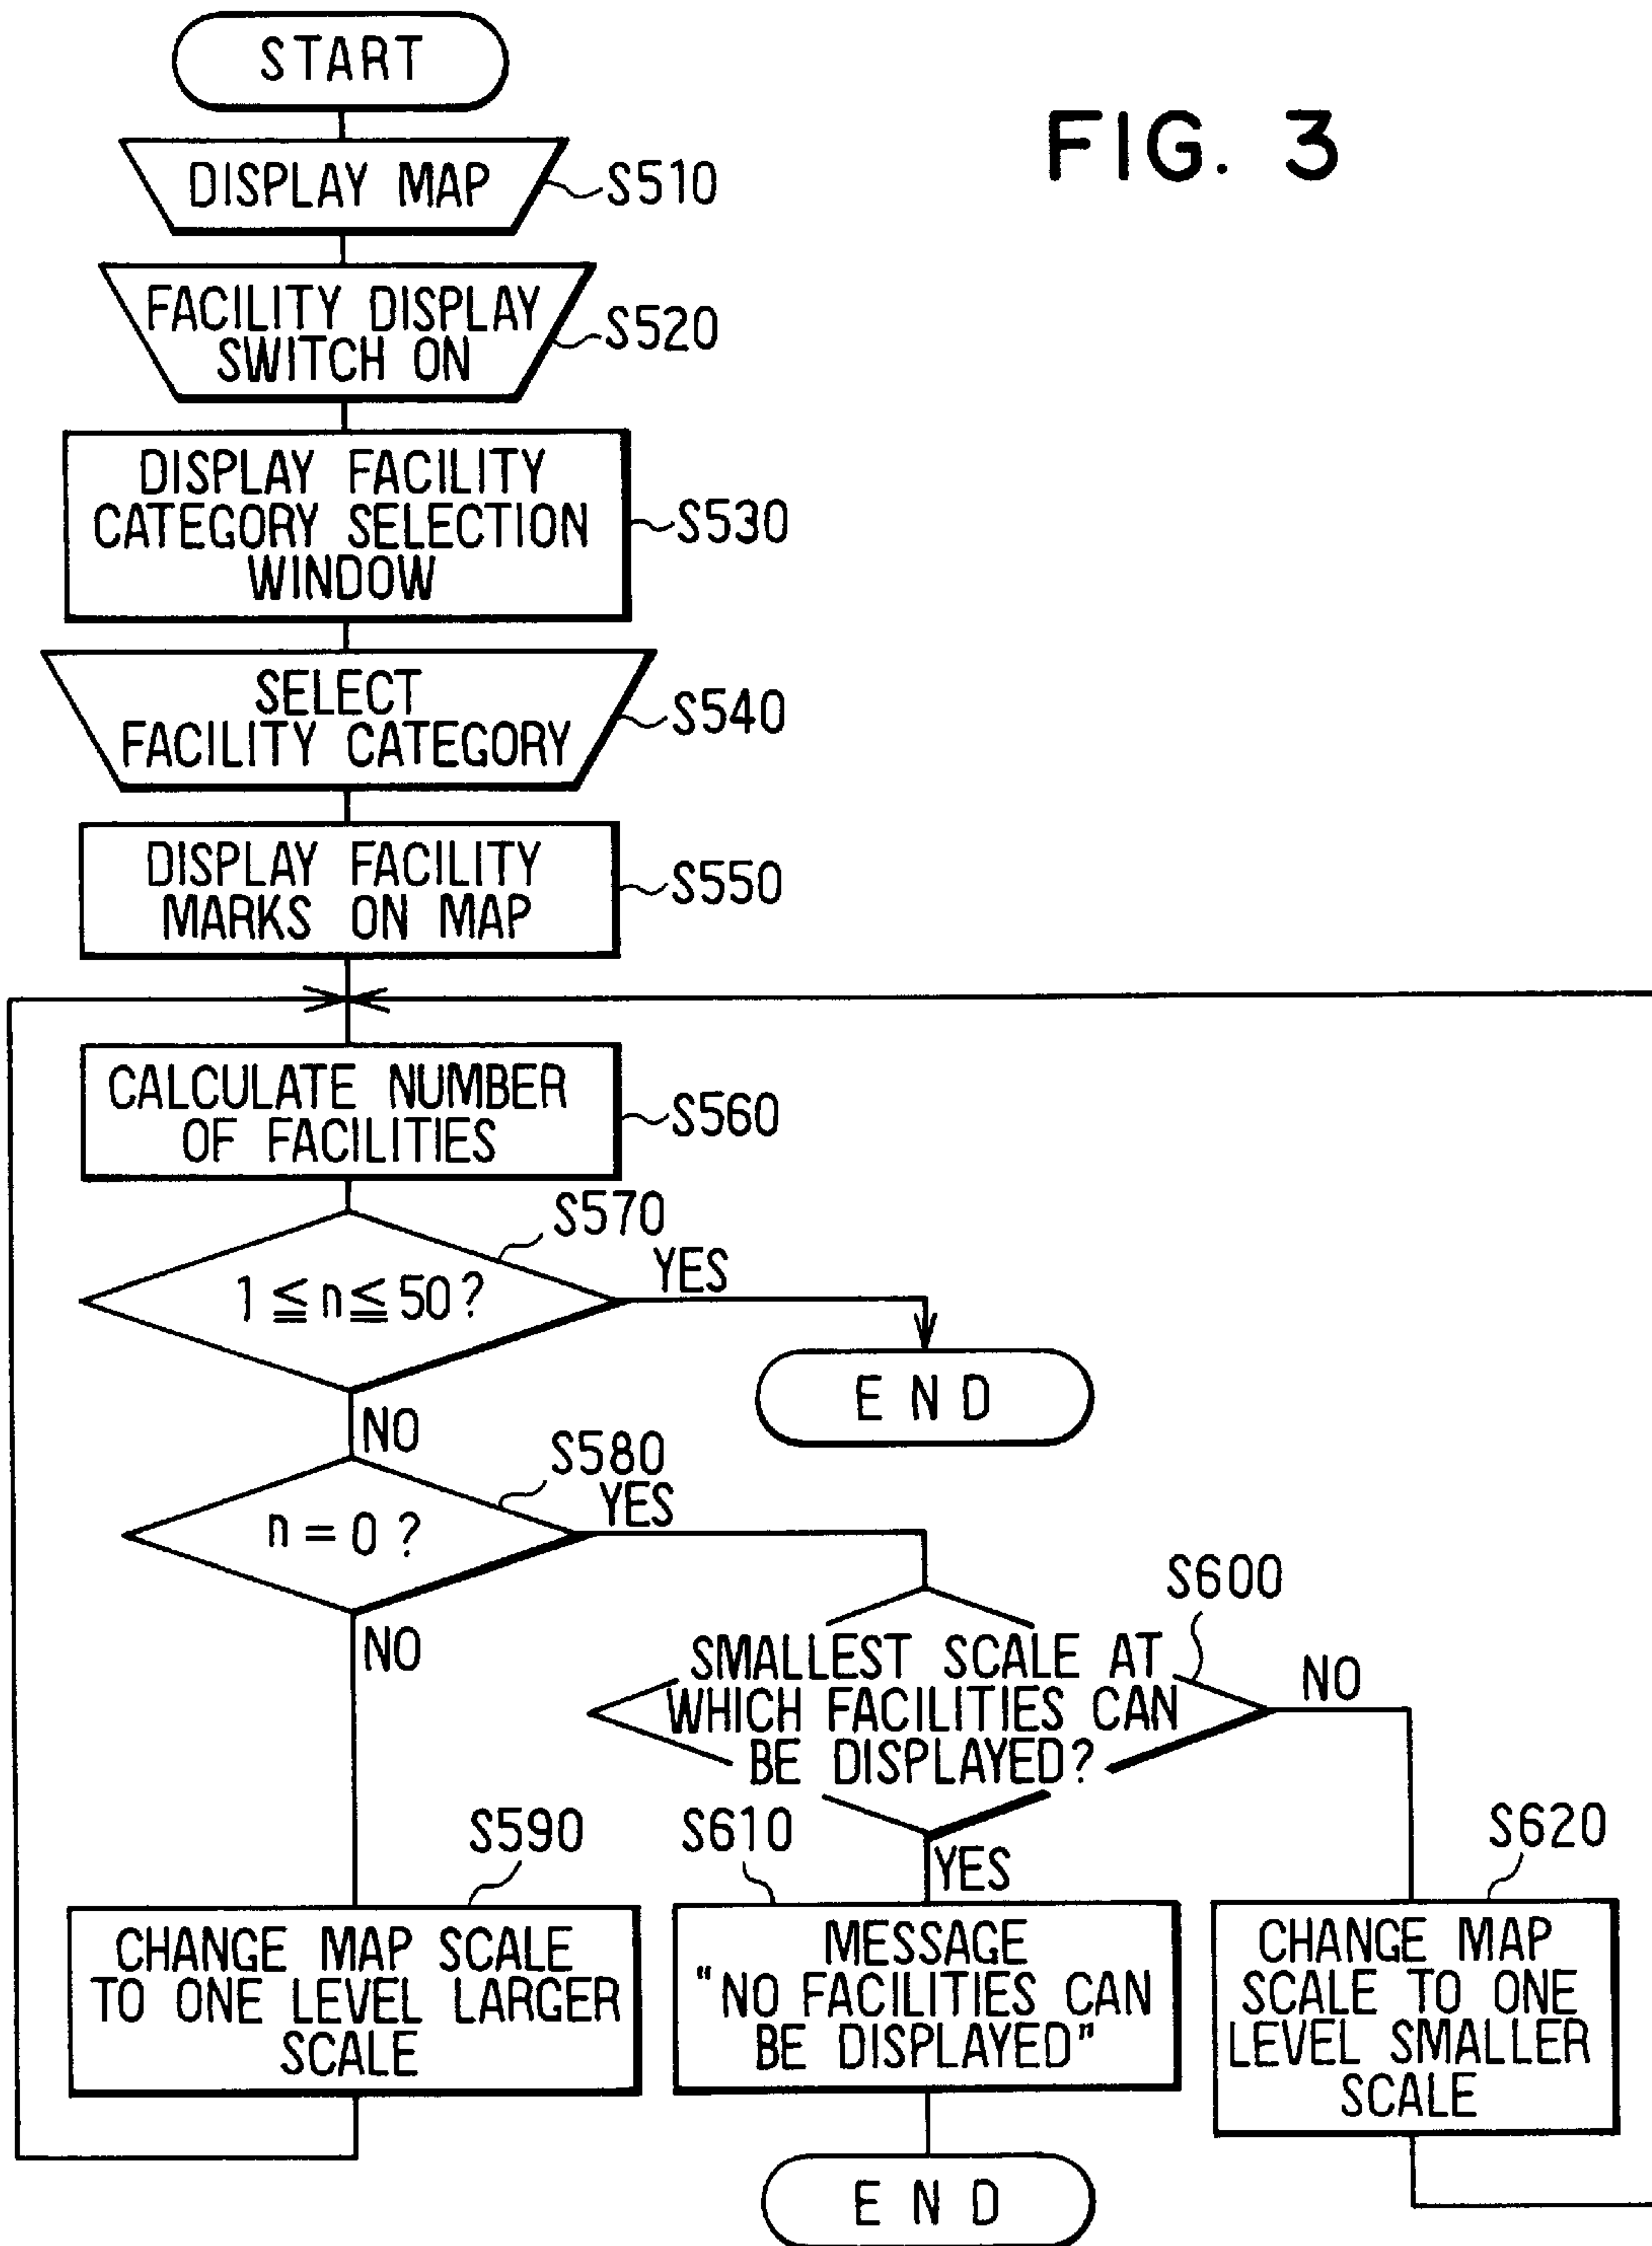 START
FIG. 3
DISPLAY MAP
S510
FACILITY DISPLAY
SWITCH ON
S520
DISPLAY FACILITY
CATEGORY SELECTION
WINDOW
S530
SELECT
FACILITY CATEGORY
S540
DISPLAY FACILITY
MARKS ON MAP
S550
CALCULATE NUMBER
OF FACILITIES
S560
S570
1≦n≦50?
YES
END
NO
S580
n=0?
YES
NO
S600
SMALLEST SCALE AT
WHICH FACILITIES CAN
BE DISPLAYED?
NO
YES
S590
CHANGE MAP SCALE
TO ONE LEVEL LARGER
SCALE
S610
MESSAGE
"NO FACILITIES CAN
BE DISPLAYED"
S620
CHANGE MAP
SCALE TO ONE
LEVEL SMALLER
SCALE
END